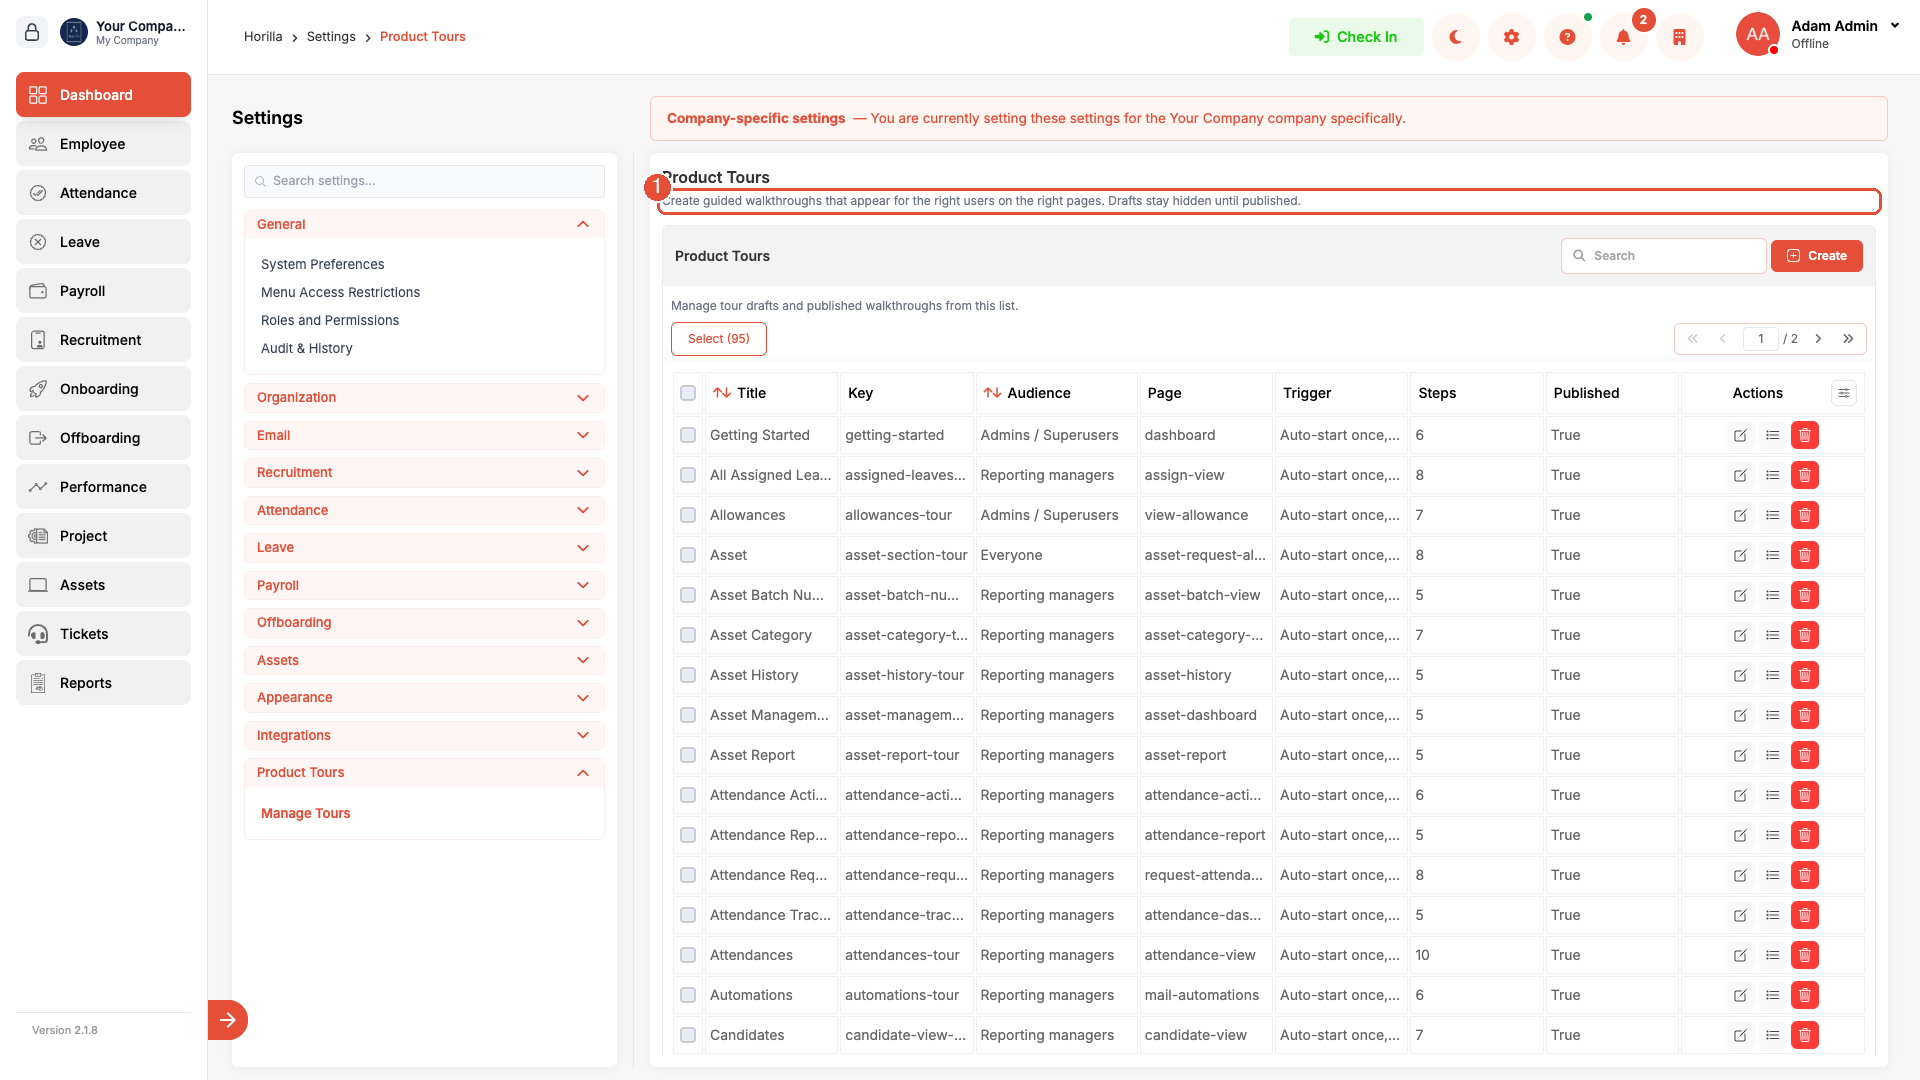 Your Compa...
My Company
Dashboard
Employee
Attendance
Leave
Payroll
Recruitment
Onboarding
Offboarding
Performance
Project
Assets
Tickets
Reports
Version 2.1.8
Horilla
Settings
Product Tours
Check In
2
AA
Adam Admin
Offline
Settings
Search settings...
General
System Preferences
Menu Access Restrictions
Roles and Permissions
Audit & History
Organization
Email
Recruitment
Attendance
Leave
Payroll
Offboarding
Assets
Appearance
Integrations
Product Tours
Manage Tours
Company-specific settings — You are currently setting these settings for the Your Company company specifically.
Product Tours
1
Create guided walkthroughs that appear for the right users on the right pages. Drafts stay hidden until published.
Product Tours
Search
Create
Manage tour drafts and published walkthroughs from this list.
Select (95)
1 / 2
Title Key Audience Page Trigger Steps Published Actions
Getting Started getting-started Admins / Superusers dashboard Auto-start once,... 6 True
All Assigned Lea... assigned-leaves... Reporting managers assign-view Auto-start once,... 8 True
Allowances allowances-tour Admins / Superusers view-allowance Auto-start once,... 7 True
Asset asset-section-tour Everyone asset-request-al... Auto-start once,... 8 True
Asset Batch Nu... asset-batch-nu... Reporting managers asset-batch-view Auto-start once,... 5 True
Asset Category asset-category-t... Reporting managers asset-category-... Auto-start once,... 7 True
Asset History asset-history-tour Reporting managers asset-history Auto-start once,... 5 True
Asset Managem... asset-managem... Reporting managers asset-dashboard Auto-start once,... 5 True
Asset Report asset-report-tour Reporting managers asset-report Auto-start once,... 5 True
Attendance Acti... attendance-acti... Reporting managers attendance-acti... Auto-start once,... 6 True
Attendance Rep... attendance-repo... Reporting managers attendance-report Auto-start once,... 5 True
Attendance Req... attendance-requ... Reporting managers request-attenda... Auto-start once,... 8 True
Attendance Trac... attendance-trac... Reporting managers attendance-das... Auto-start once,... 5 True
Attendances attendances-tour Reporting managers attendance-view Auto-start once,... 10 True
Automations automations-tour Reporting managers mail-automations Auto-start once,... 6 True
Candidates candidate-view-... Reporting managers candidate-view Auto-start once,... 7 True